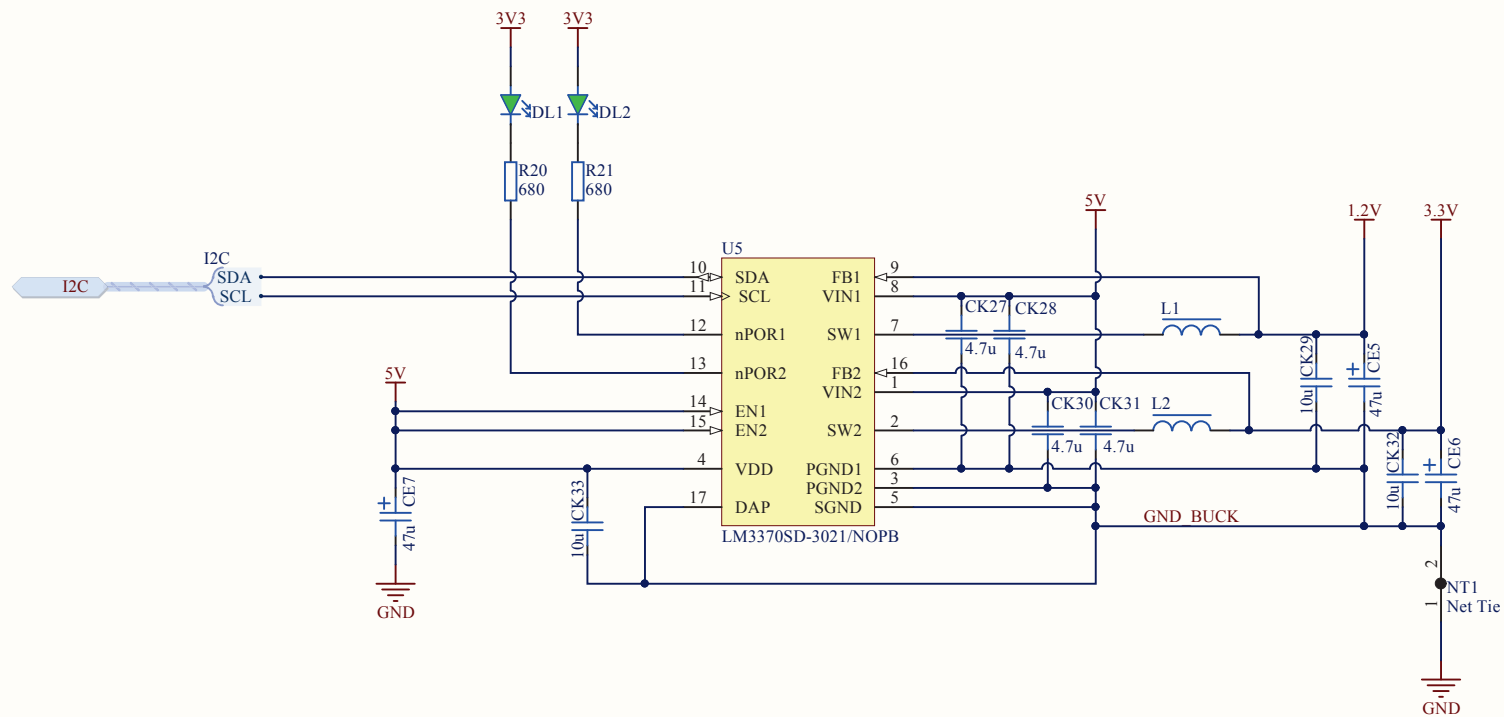 3V3
3V3
DL1
DL2
R20
680
R21
680
5V
1.2V
3.3V
I2C
I2C
SDA
SCL
U5
10
SDA
11
SCL
12
nPOR1
13
nPOR2
14
EN1
15
EN2
4
VDD
17
DAP
FB1
9
VIN1
8
SW1
7
FB2
16
VIN2
1
SW2
2
PGND1
6
PGND2
3
SGND
5
LM3370SD-3021/NOPB
CK27
4.7u
CK28
4.7u
L1
CK29
10u
CE5
47u
CK30
4.7u
CK31
4.7u
L2
CK32
10u
CE6
47u
5V
CE7
47u
CK33
10u
GND
GND_BUCK
2
1
NT1
Net Tie
GND